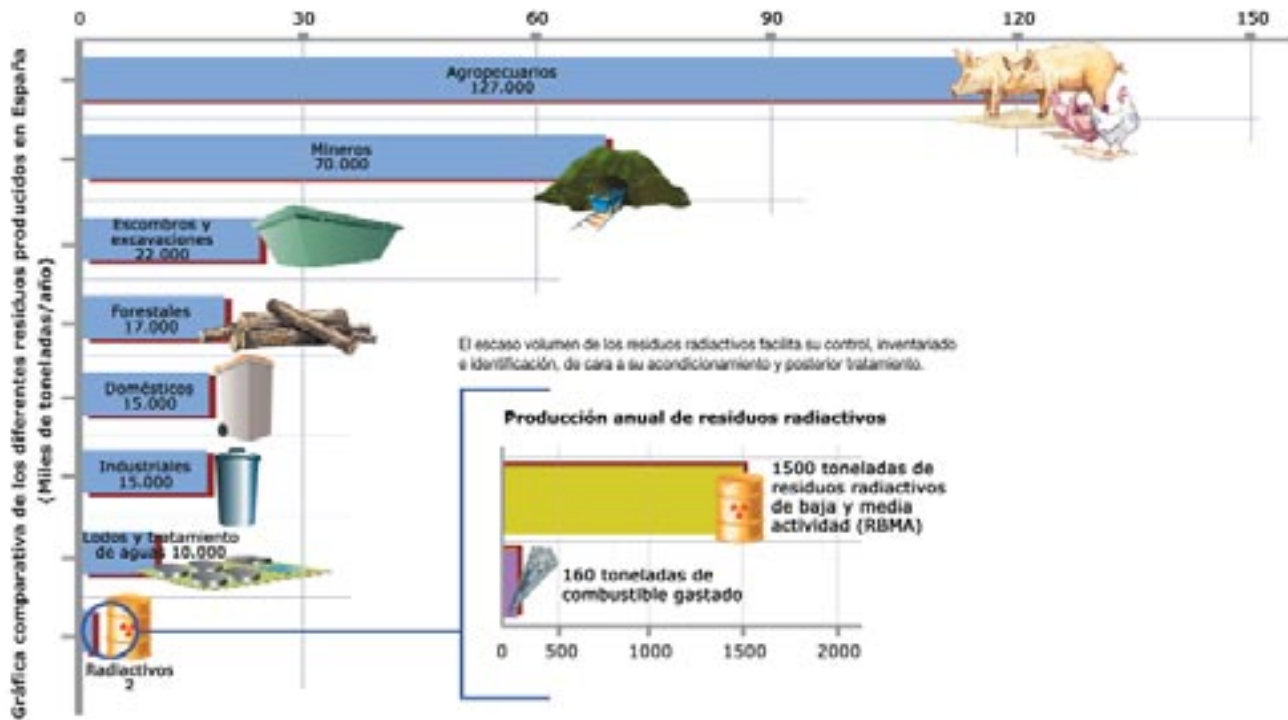 0 30 60 90 120 150
Gráfica comparativa de los diferentes residuos producidos en España
(Miles de toneladas/año)
Agropecuarios
127.000
Mineros
70.000
Escombros y
excavaciones
22.000
Forestales
17.000
Domésticos
15.000
Industriales
15.000
Lodos y tratamiento
de aguas 10.000
Radiactivos
2
El escaso volumen de los residuos radiactivos facilita su control, inventariado
e identificación, de cara a su acondicionamiento y posterior tratamiento.
Producción anual de residuos radiactivos
1500 toneladas de
residuos radiactivos
de baja y media
actividad (RBMA)
160 toneladas de
combustible gastado
0 500 1000 1500 2000